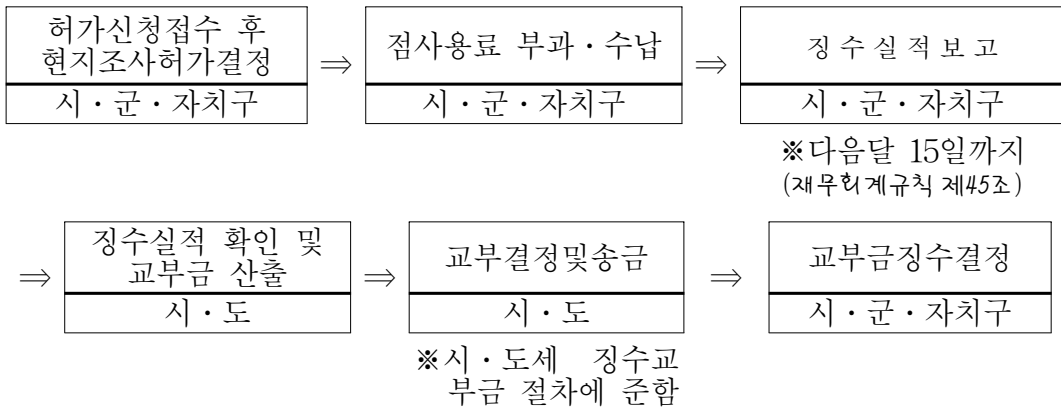 허가신청접수 후
현지조사허가결정
시·군·자치구
⇒
점사용료 부과·수납
시·군·자치구
⇒
징수실적보고
시·군·자치구
※다음달 15일까지
(재무회계규칙 제45조)
⇒
징수실적 확인 및
교부금 산출
시·도
⇒
교부결정및송금
시·도
※시·도세 징수교
부금 절차에 준함
⇒
교부금징수결정
시·군·자치구